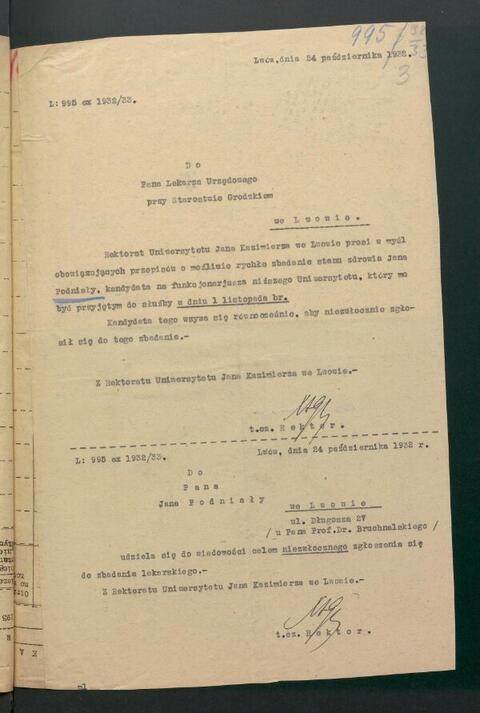 995/32/33
3
Lwów, dnia 24 października 1932.
L: 995 ex 1932/33.
Do
Pana Lekarza Urzędowego
przy Starostwie Grodzkiem
we Lwowie.
Rektorat Uniwersytetu Jana Kazimierza we Lwowie prosi w myśl
obowiązujących przepisów o możliwie rychłe zbadanie stanu zdrowia Jana
Podniały, kandydata na funkcjonarjusza niższego Uniwersytetu, który ma
być przyjętym do służby w dniu 1 listopada br.
Kandydata tego wzywa się równocześnie, aby niezwłocznie zgło-
sił się do tego zbadania.-
Z Rektoratu Uniwersytetu Jana Kazimierza we Lwowie.-
t.cz. Rektor.
L: 995 ex 1932/33.
Lwów, dnia 24 października 1932 r.
Do
Pana
Jana Podniały
we Lwowie
ul. Długosza 27
/ u Pana Prof.Dr. Bruchnalskiego /
udziela się do wiadomości celem niezwłocznego zgłoszenia się
do zbadania lekarskiego.-
Z Rektoratu Uniwersytetu Jana Kazimierza we Lwowie.-
t.cz. Rektor.